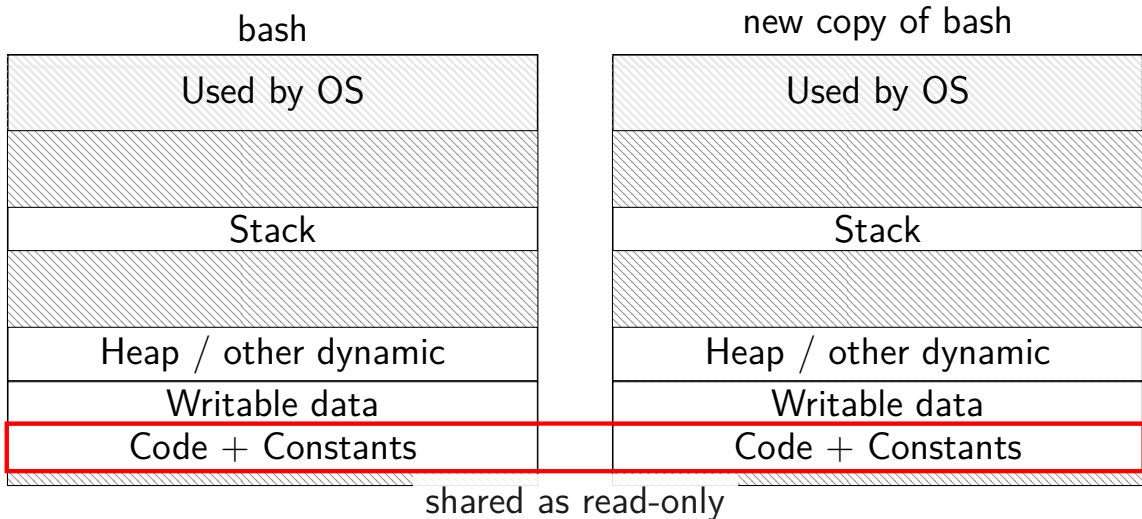 bash
Used by OS
Stack
Heap / other dynamic
Writable data
Code + Constants
new copy of bash
Used by OS
Stack
Heap / other dynamic
Writable data
Code + Constants
shared as read-only